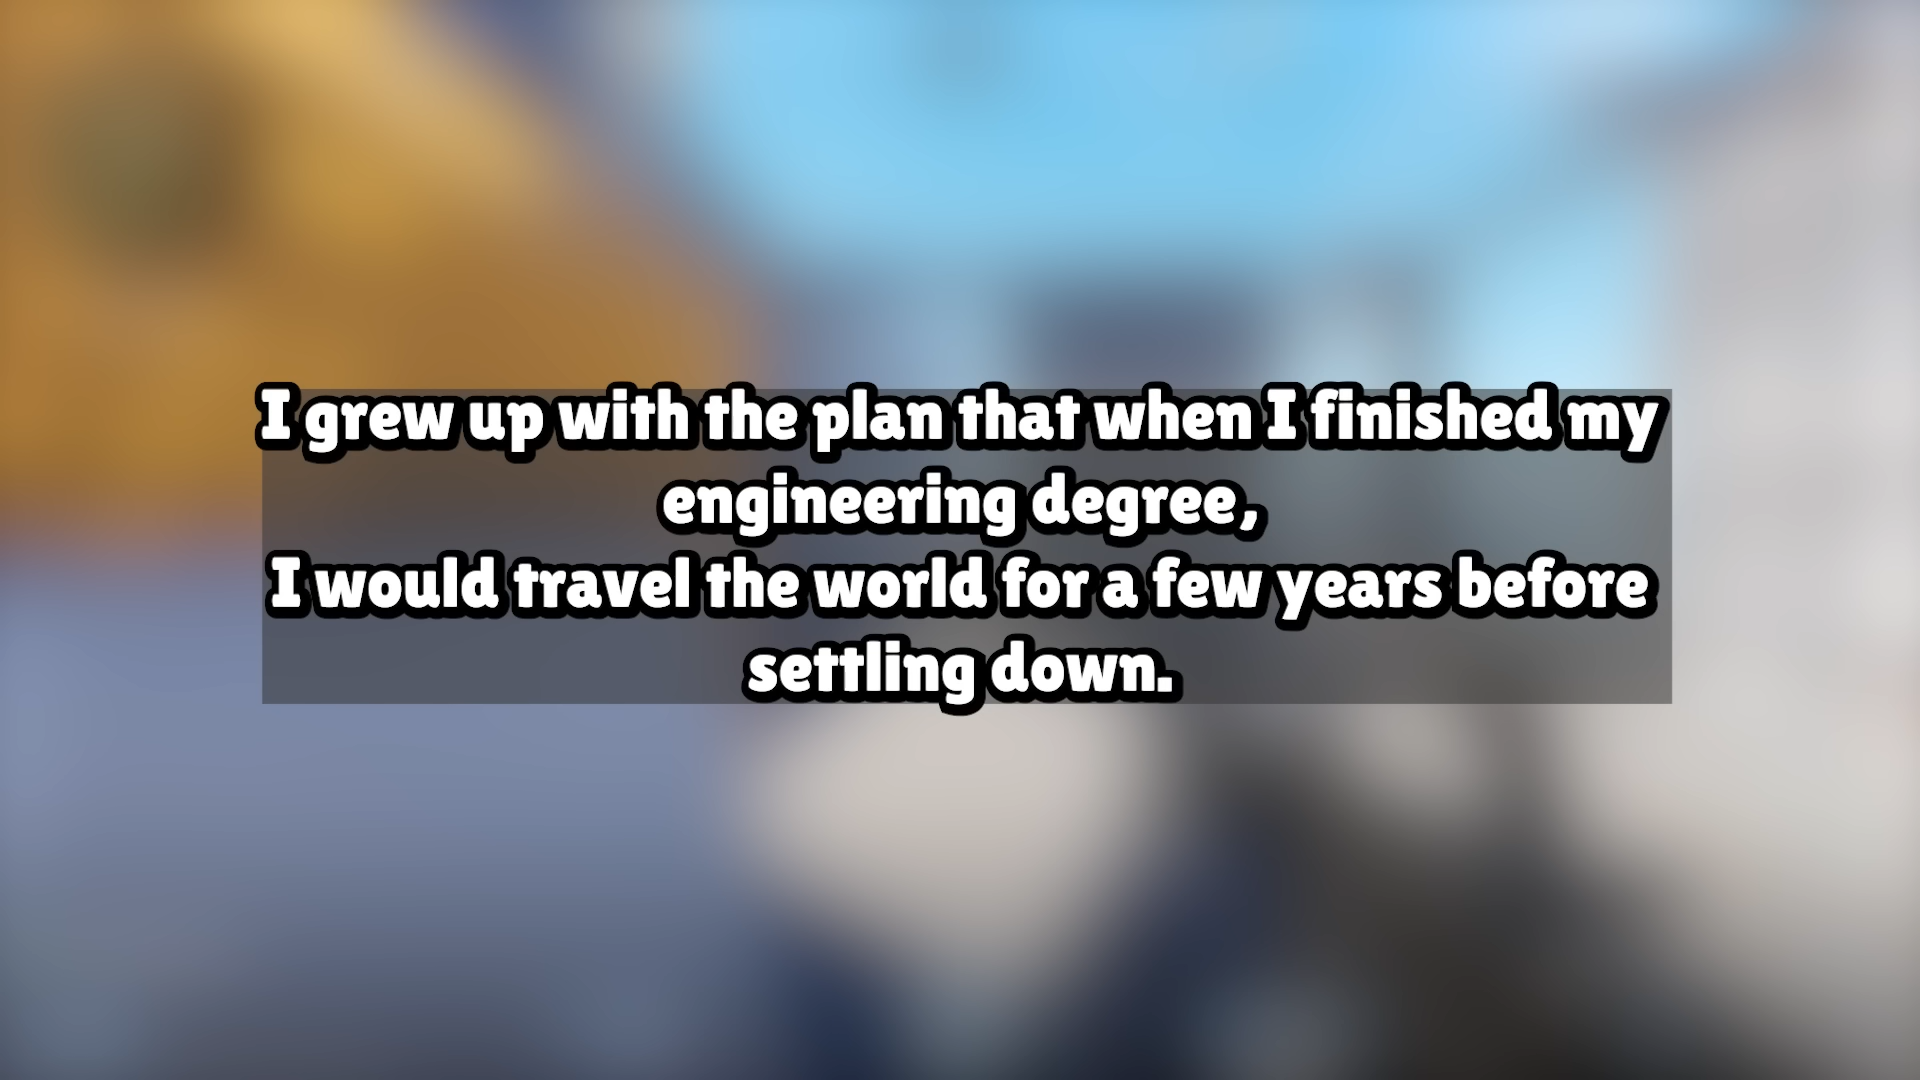 I grew up with the plan that when I finished my
engineering degree,
I would travel the world for a few years before
settling down.